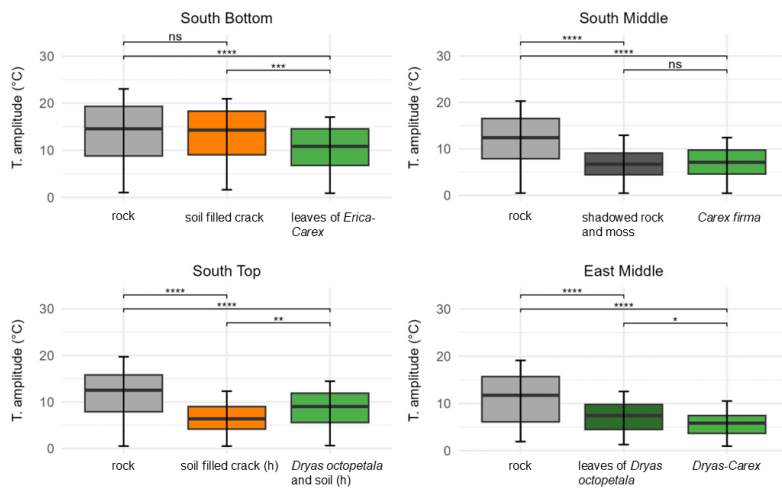 South Bottom
ns
****
***
T. amplitude (°C)
30
20
10
0
rock
soil filled crack
leaves of Erica-
Carex
South Middle
****
****
ns
T. amplitude (°C)
30
20
10
0
rock
shadowed rock
and moss
Carex firma
South Top
****
****
**
T. amplitude (°C)
30
20
10
0
rock
soil filled crack (h)
Dryas octopetala
and soil (h)
East Middle
****
****
*
T. amplitude (°C)
30
20
10
0
rock
leaves of Dryas
octopetala
Dryas-Carex